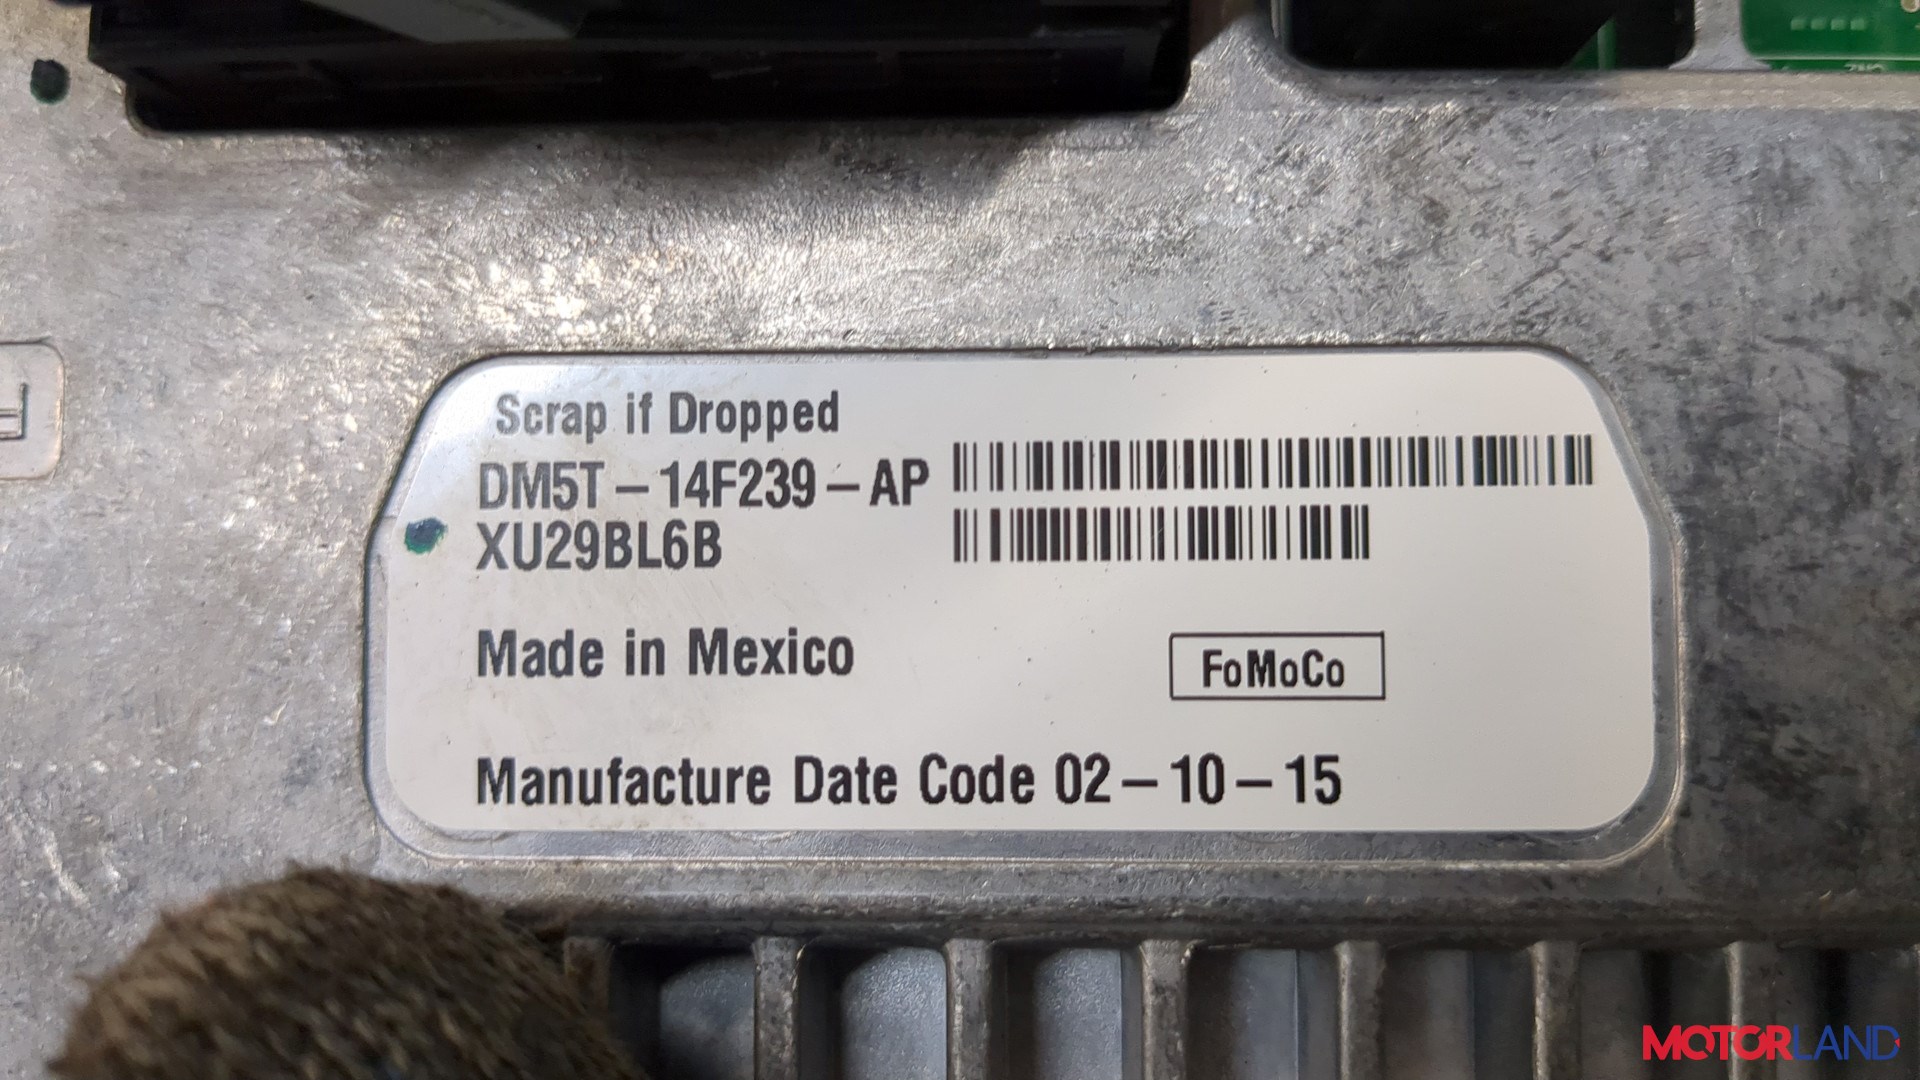 Scrap if Dropped
DM5T-14F239-AP
XU29BL6B
Made in Mexico
FoMoCo
Manufacture Date Code 02-10-15
MOTORLAND